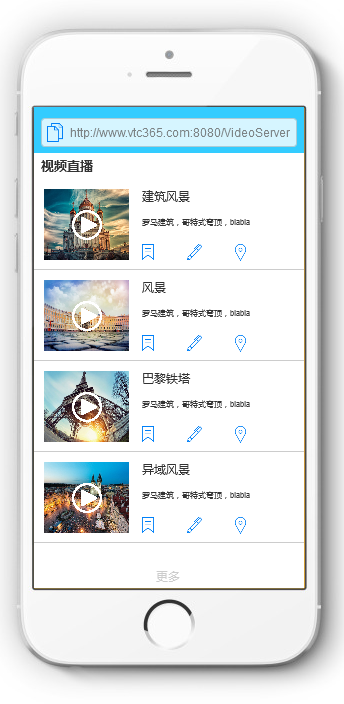 http://www.vtc365.com:8080/VideoServer
视频直播
建筑风景
罗马建筑，哥特式穹顶，blabla
风景
罗马建筑，哥特式穹顶，blabla
巴黎铁塔
罗马建筑，哥特式穹顶，blabla
异域风景
罗马建筑，哥特式穹顶，blabla
更多